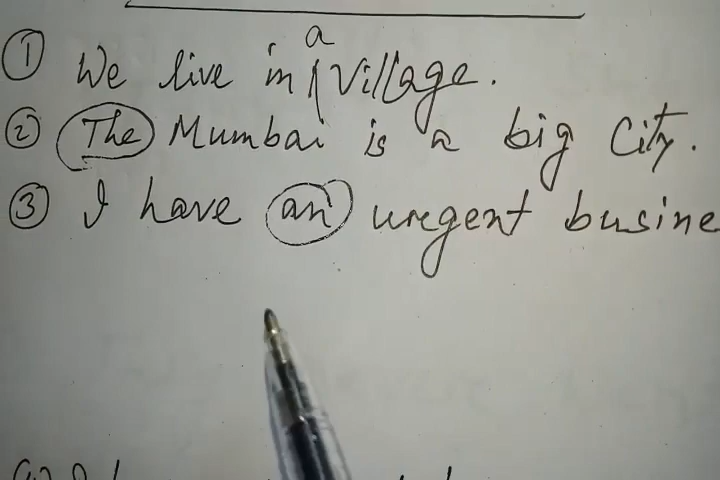 a
① We live in Village.
② The Mumbai is a big City.
③ I have an urgent busine